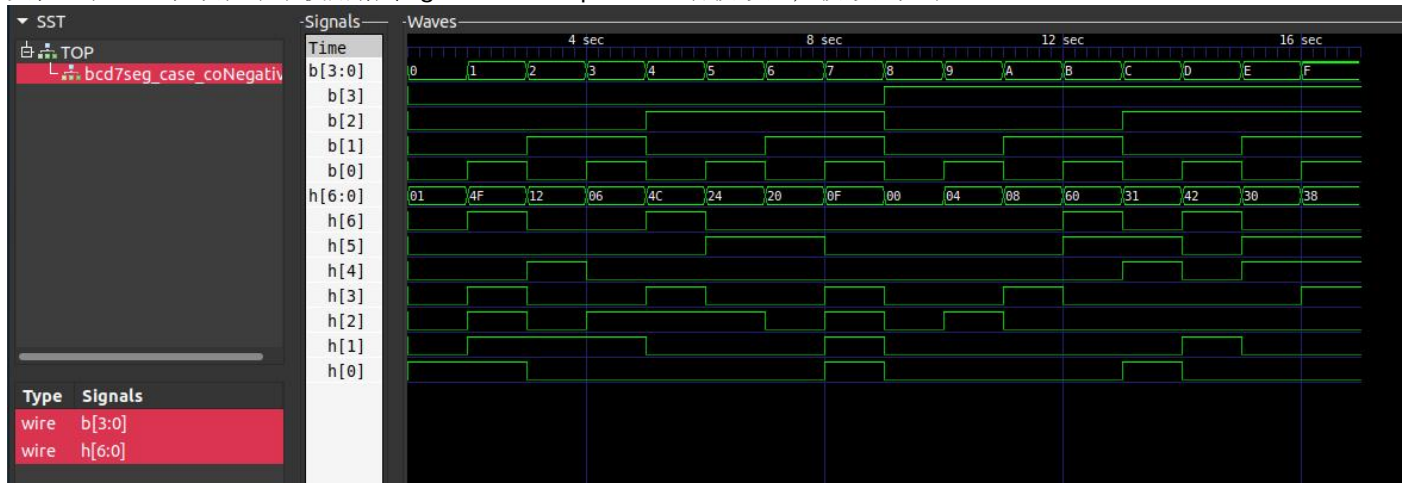 SST
Signals
Waves
TOP
bcd7seg_case_coNegativ
Time
4 sec
8 sec
12 sec
16 sec
b[3:0]
0 1 2 3 4 5 6 7 8 9 A B C D E F
b[3]
b[2]
b[1]
b[0]
h[6:0]
01 4F 12 06 4C 24 20 0F 00 04 08 60 31 42 30 38
h[6]
h[5]
h[4]
h[3]
h[2]
h[1]
h[0]
Type Signals
wire b[3:0]
wire h[6:0]